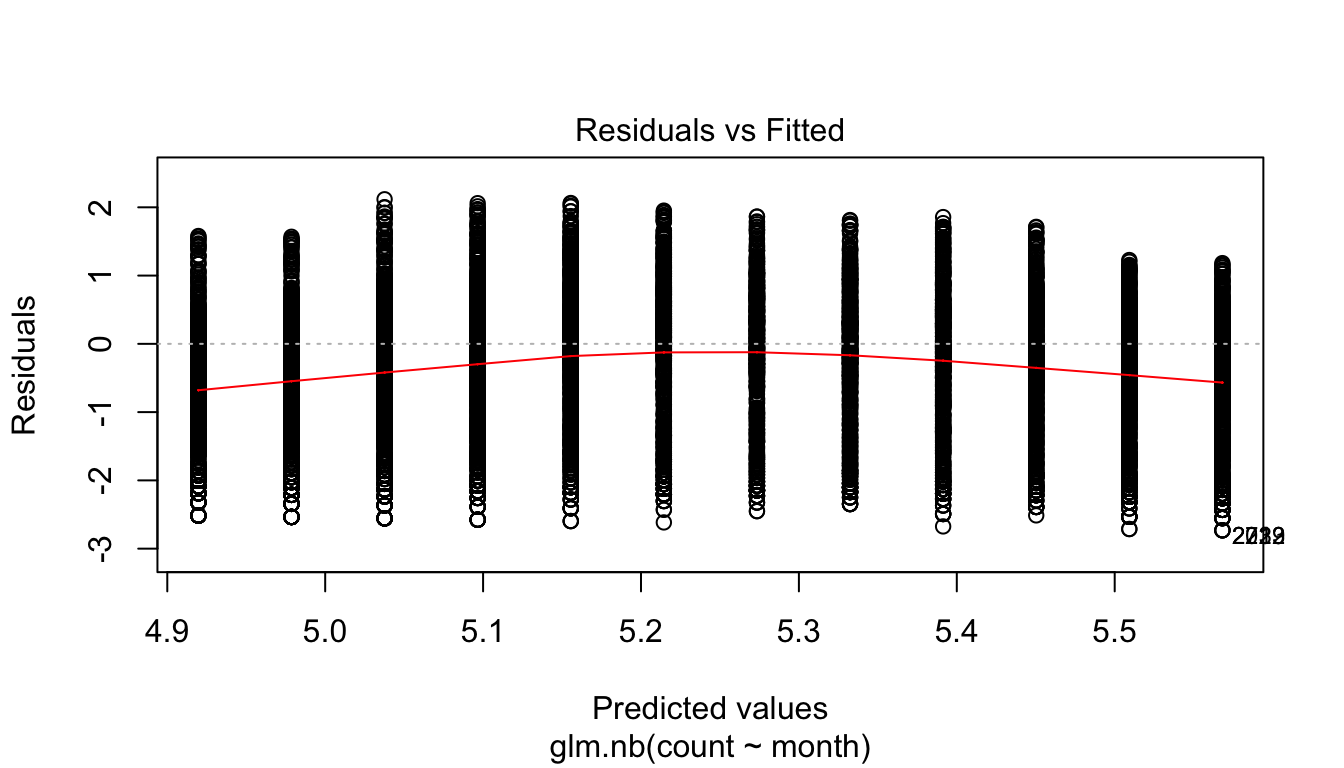 Residuals vs Fitted
Residuals
2
1
0
-1
-2
-3
4.9 5.0 5.1 5.2 5.3 5.4 5.5
Predicted values
glm.nb(count ~ month)